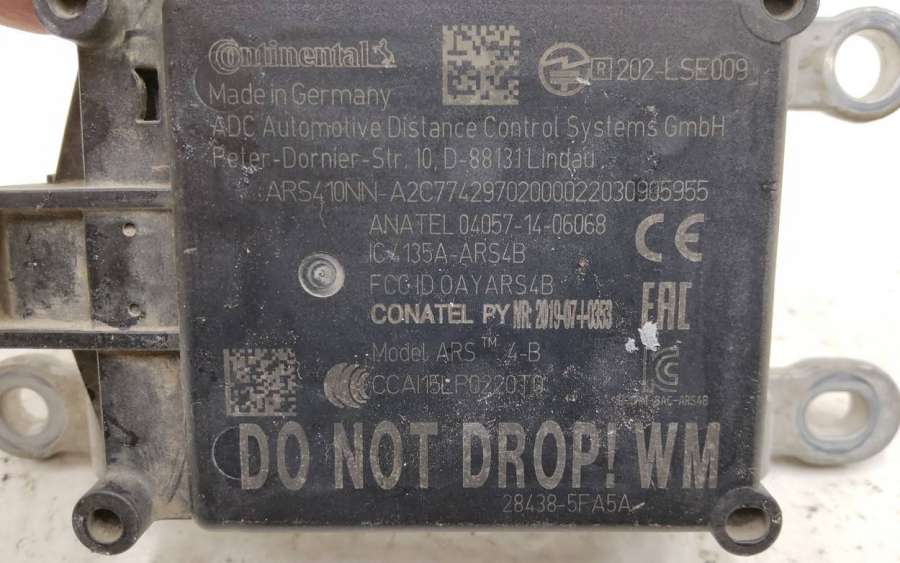 Continental
R 202-LSE009
Made in Germany
ADC Automotive Distance Control Systems GmbH
Peter-Dornier-Str. 10, D-88131 Lindau
ARS410NN-A2C7742970200022030905955
ANATEL 04057-14-06068
CE
IC 4135A-ARS4B
FCC ID OAYARS4B
EAC
CONATEL PY NR: 2019-07-I-0353
Model ARS™ 4-B
CCAI15LP0220T0
DO NOT DROP! WM
28438-5FA5A